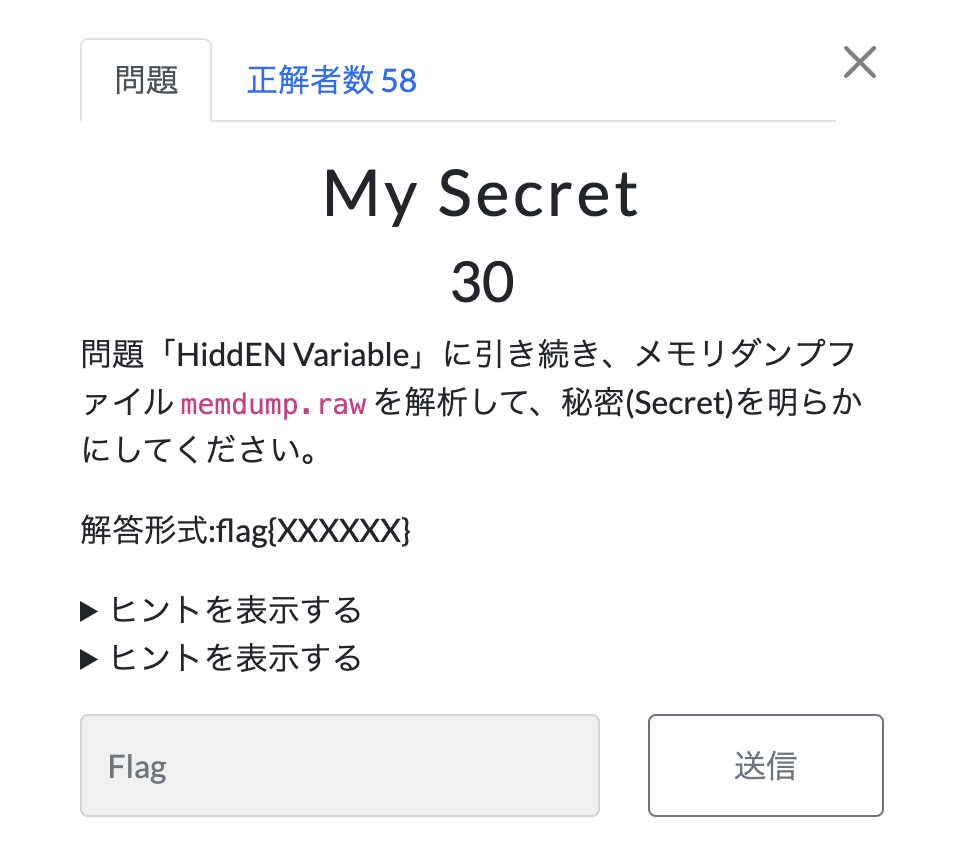 問題
正解者数 58
My Secret
30
問題「HiddEN Variable」に引き続き、メモリダンプフ
ァイル memdump.raw を解析して、秘密(Secret)を明らか
にしてください。
解答形式:flag{XXXXXX}
▶ ヒントを表示する
▶ ヒントを表示する
Flag
送信